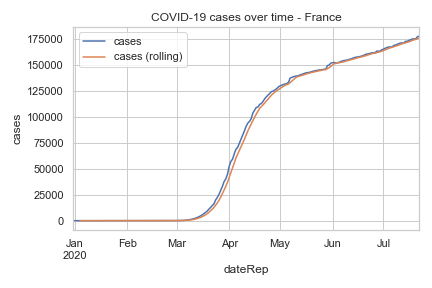 COVID-19 cases over time - France
cases
cases (rolling)
cases
175000
150000
125000
100000
75000
50000
25000
0
Jan
2020
Feb
Mar
Apr
May
Jun
Jul
dateRep